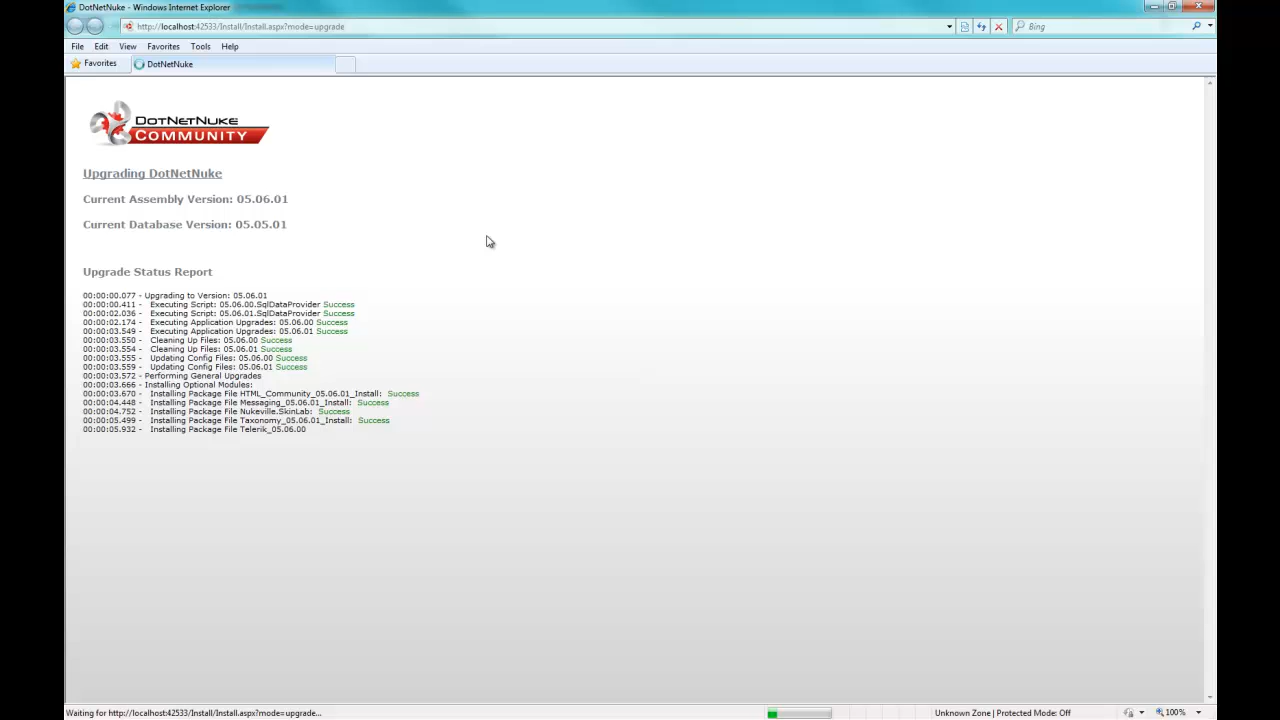 DotNetNuke - Windows Internet Explorer
http://localhost:42533/Install/Install.aspx?mode=upgrade
Bing
File Edit View Favorites Tools Help
Favorites DotNetNuke
DOTNETNUKE
COMMUNITY
Upgrading DotNetNuke
Current Assembly Version: 05.06.01
Current Database Version: 05.05.01
Upgrade Status Report
00:00:00.077 - Upgrading to Version: 05.06.01
00:00:00.411 - Executing Script: 05.06.00.SqlDataProvider Success
00:00:02.036 - Executing Script: 05.06.01.SqlDataProvider Success
00:00:02.174 - Executing Application Upgrades: 05.06.00 Success
00:00:03.549 - Executing Application Upgrades: 05.06.01 Success
00:00:03.550 - Cleaning Up Files: 05.06.00 Success
00:00:03.554 - Cleaning Up Files: 05.06.01 Success
00:00:03.555 - Updating Config Files: 05.06.00 Success
00:00:03.559 - Updating Config Files: 05.06.01 Success
00:00:03.572 - Performing General Upgrades
00:00:03.666 - Installing Optional Modules:
00:00:03.670 - Installing Package File HTML_Community_05.06.01_Install: Success
00:00:04.448 - Installing Package File Messaging_05.06.01_Install: Success
00:00:04.752 - Installing Package File Nukeville.SkinLab: Success
00:00:05.499 - Installing Package File Taxonomy_05.06.01_Install: Success
00:00:05.932 - Installing Package File Telerik_05.06.00
Waiting for http://localhost:42533/Install/Install.aspx?mode=upgrade... Unknown Zone | Protected Mode: Off 100%